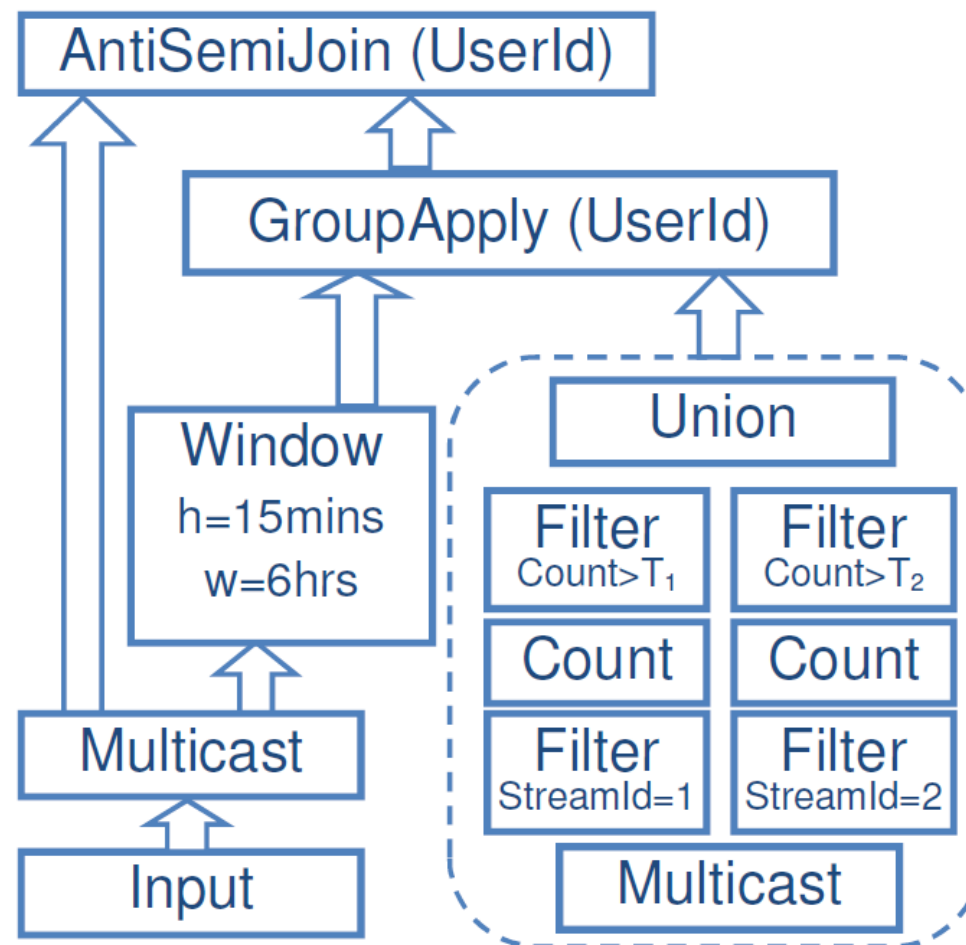 AntiSemiJoin (UserId)
GroupApply (UserId)
Window
h=15mins
w=6hrs
Multicast
Input
Union
Filter
Count>T₁
Filter
Count>T₂
Count
Count
Filter
StreamId=1
Filter
StreamId=2
Multicast